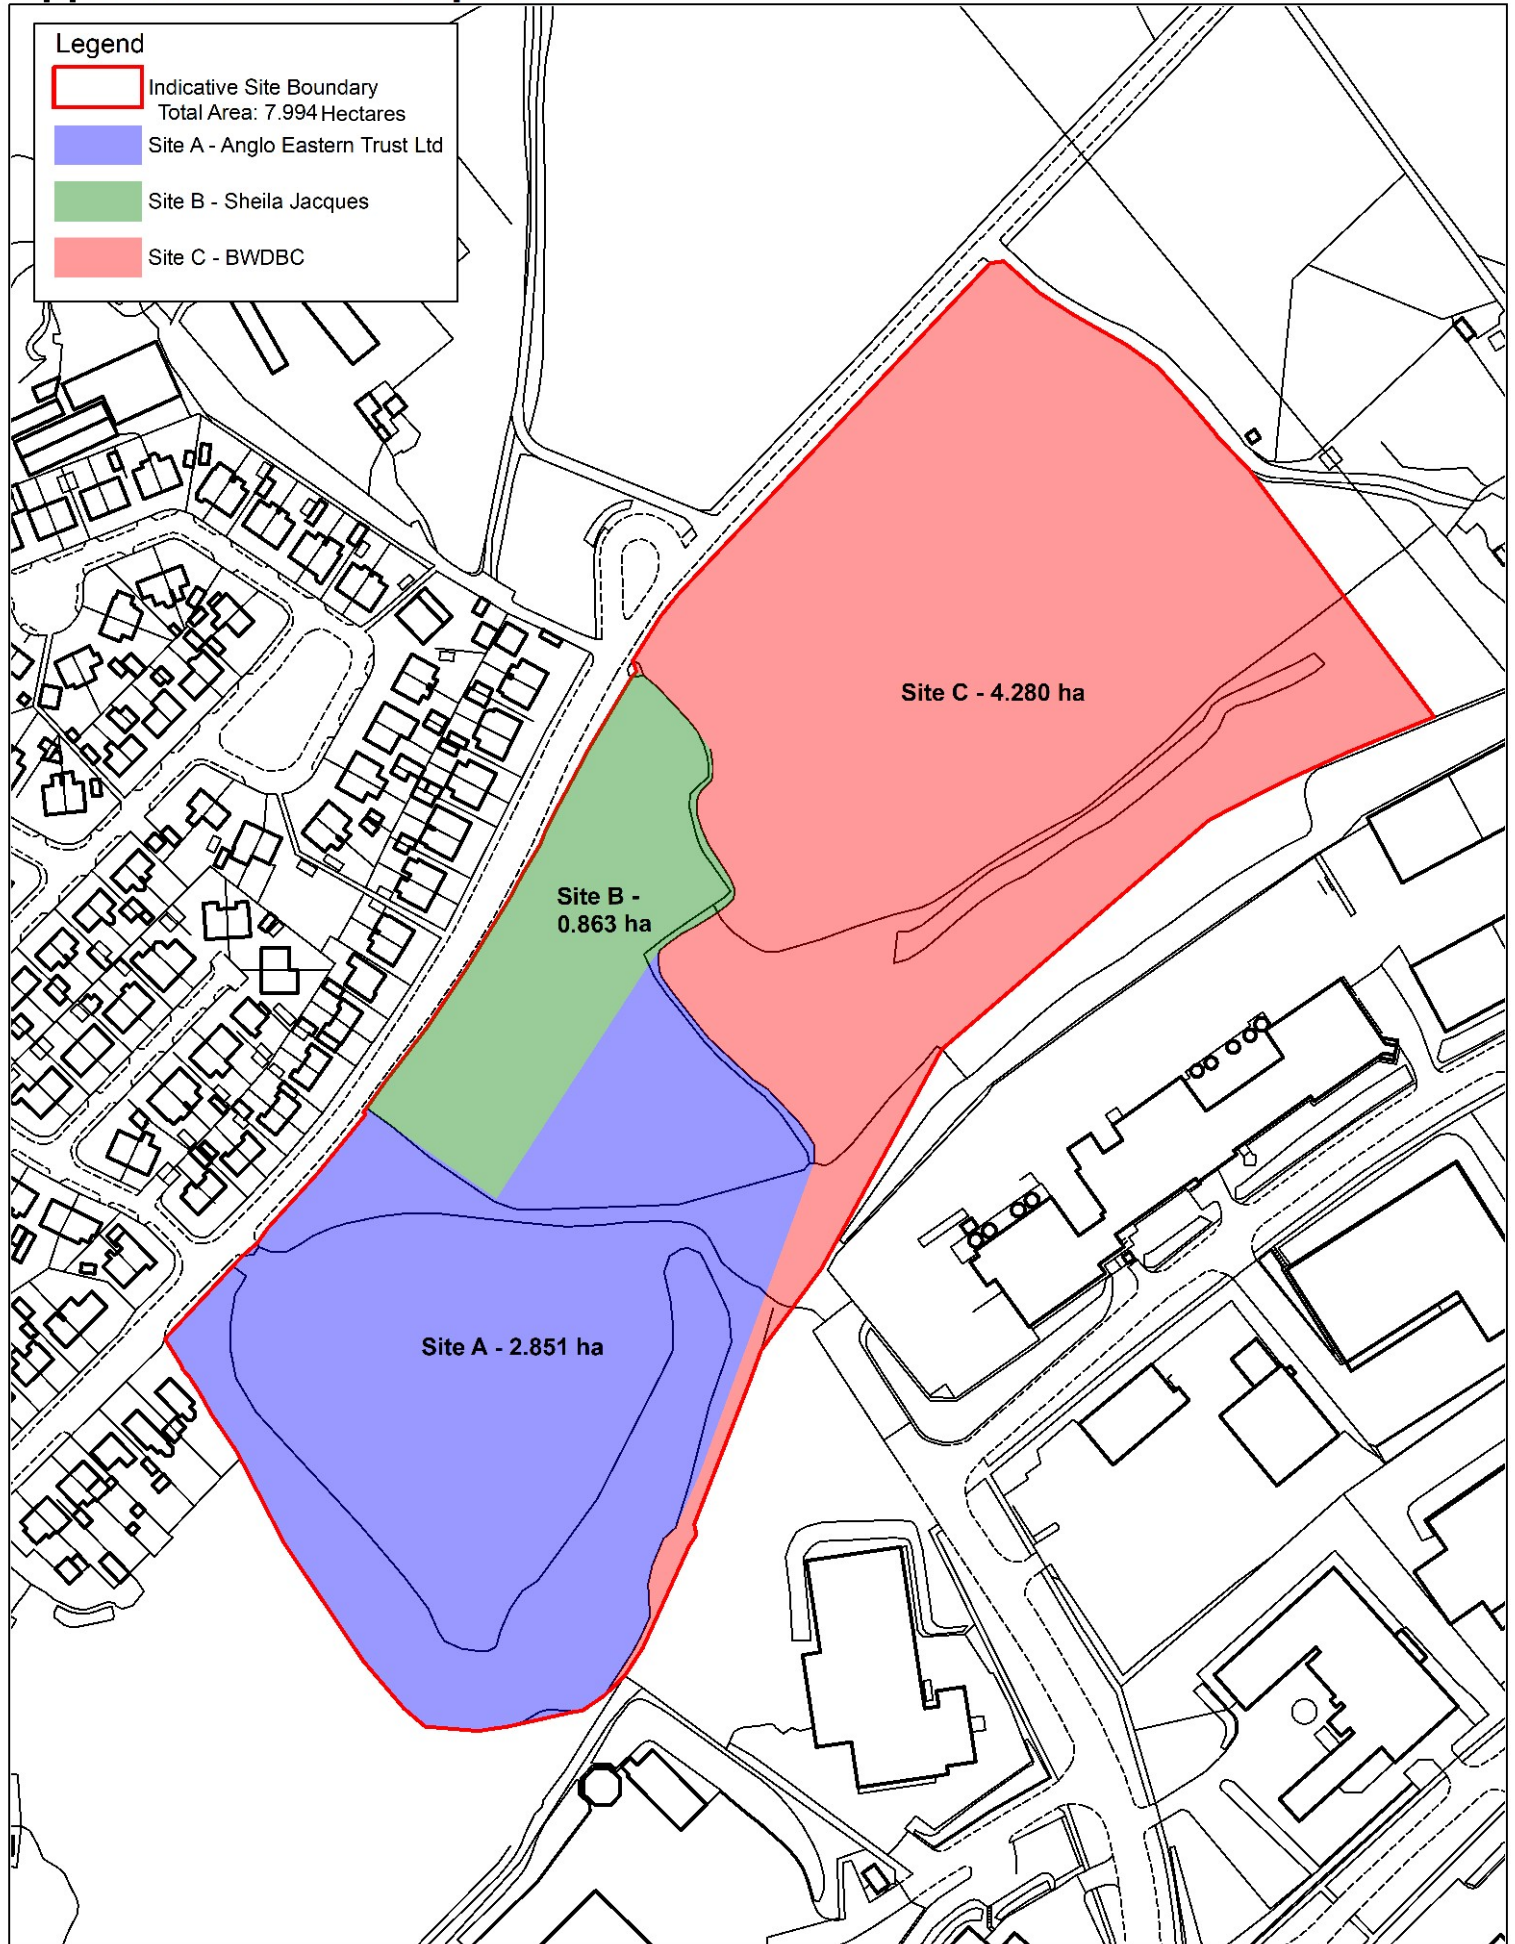 Legend
Indicative Site Boundary
Total Area: 7.994 Hectares
Site A - Anglo Eastern Trust Ltd
Site B - Sheila Jacques
Site C - BWDBC
Site C - 4.280 ha
Site B -
0.863 ha
Site A - 2.851 ha